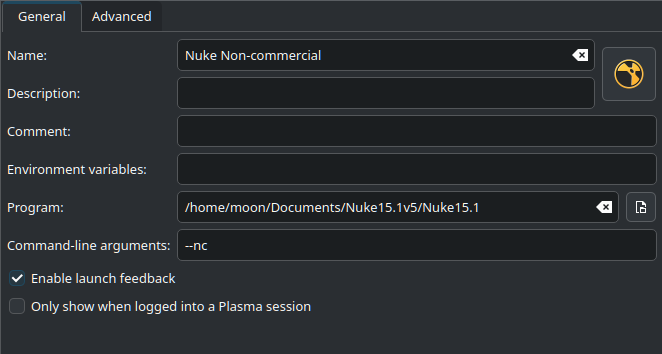 General Advanced
Name: Nuke Non-commercial
Description:
Comment:
Environment variables:
Program: /home/moon/Documents/Nuke15.1v5/Nuke15.1
Command-line arguments: --nc
Enable launch feedback
Only show when logged into a Plasma session